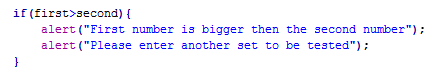 if(first>second){
alert("First number is bigger then the second number");
alert("Please enter another set to be tested");
}